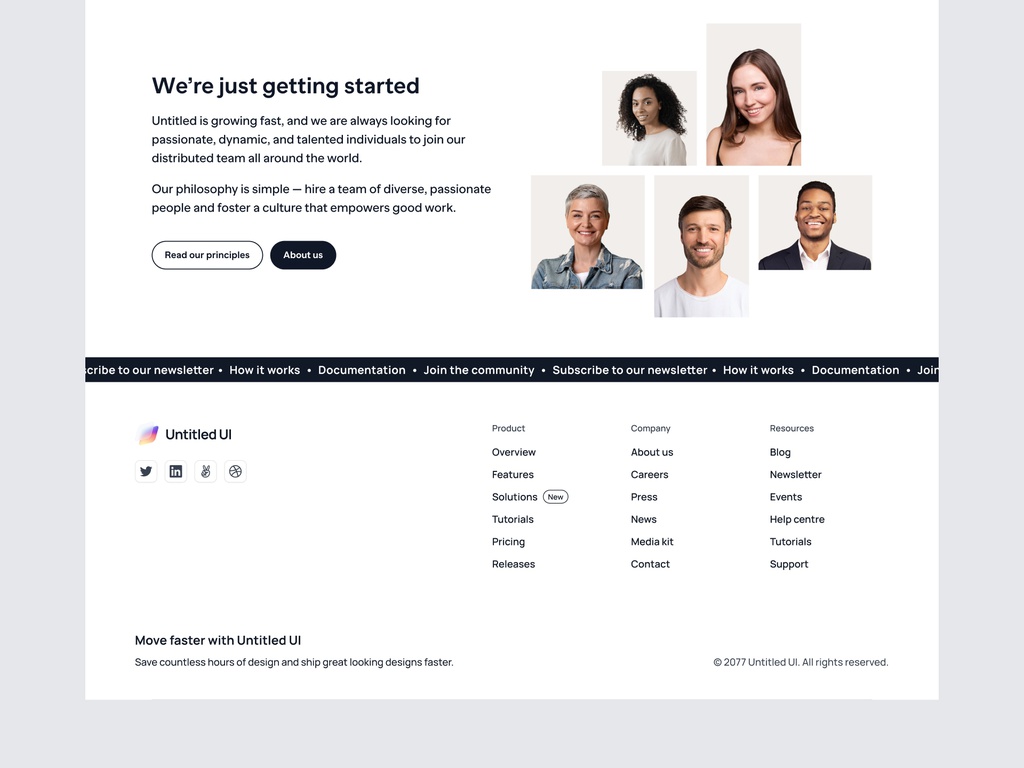 We're just getting started
Untitled is growing fast, and we are always looking for
passionate, dynamic, and talented individuals to join our
distributed team all around the world.
Our philosophy is simple — hire a team of diverse, passionate
people and foster a culture that empowers good work.
Read our principles
About us
scribe to our newsletter • How it works • Documentation • Join the community • Subscribe to our newsletter • How it works • Documentation • Join
Untitled UI
Product
Overview
Features
Solutions New
Tutorials
Pricing
Releases
Company
About us
Careers
Press
News
Media kit
Contact
Resources
Blog
Newsletter
Events
Help centre
Tutorials
Support
Move faster with Untitled UI
Save countless hours of design and ship great looking designs faster.
© 2077 Untitled UI. All rights reserved.